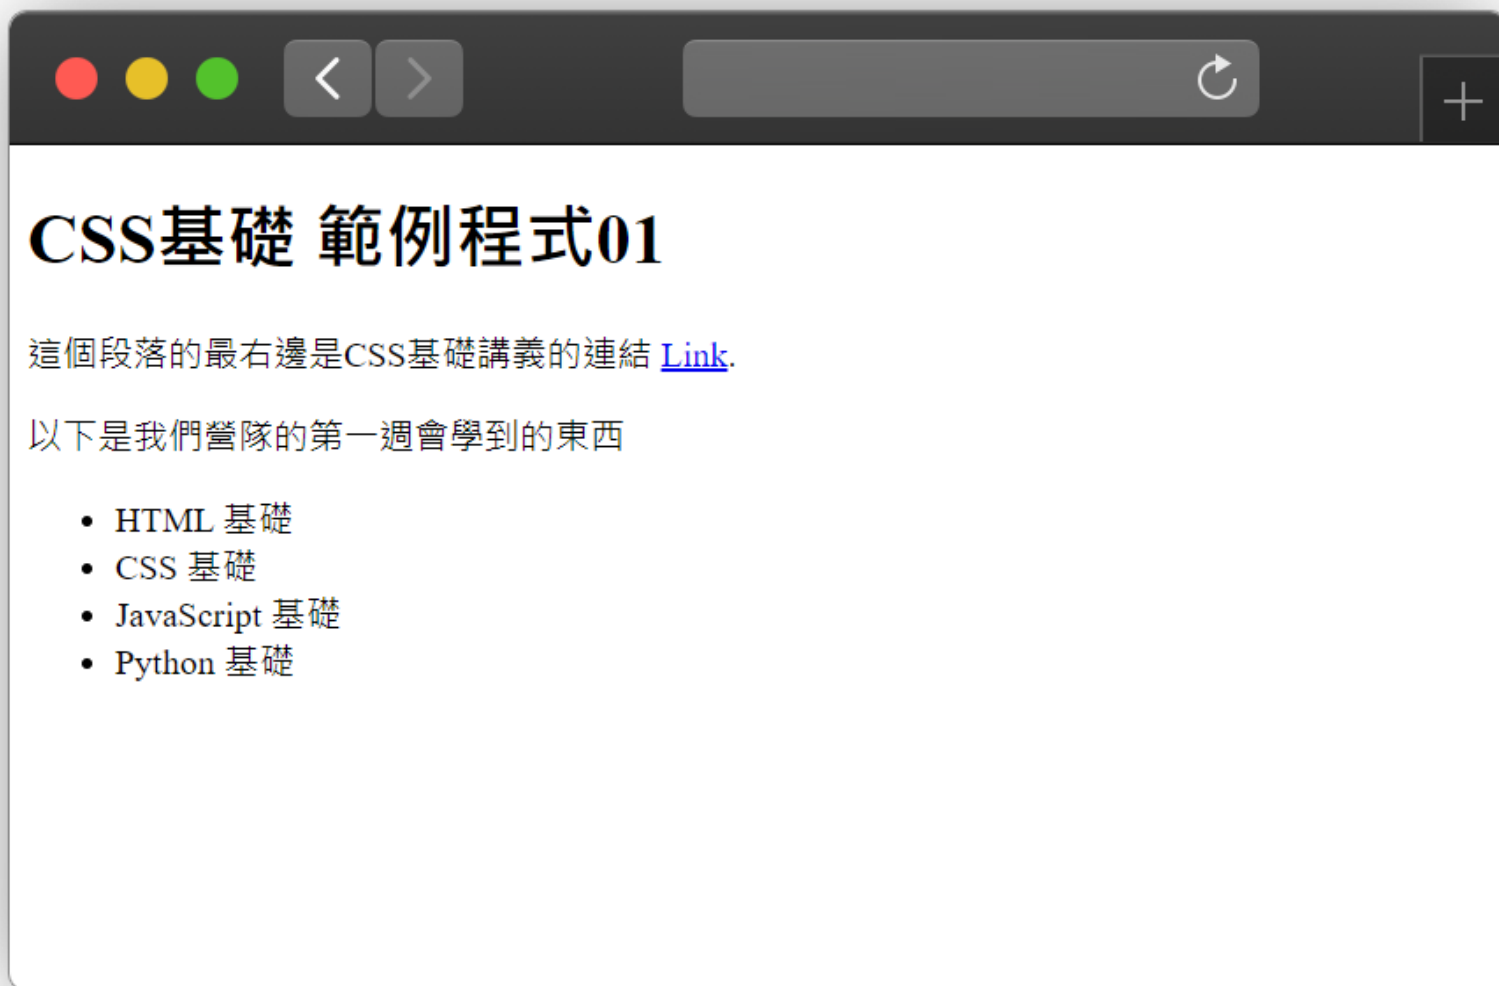 CSS基礎 範例程式01
這個段落的最右邊是CSS基礎講義的連結 Link.
以下是我們營隊的第一週會學到的東西
HTML 基礎
CSS 基礎
JavaScript 基礎
Python 基礎